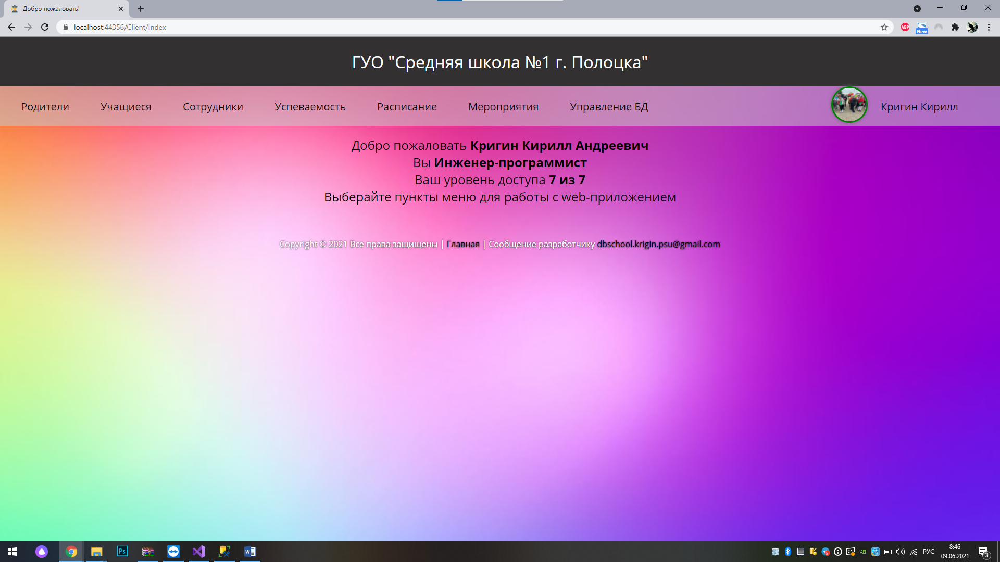 Добро пожаловать!
localhost:44356/Client/Index
ABP
New
ГУО "Средняя школа №1 г. Полоцка"
Родители
Учащиеся
Сотрудники
Успеваемость
Расписание
Мероприятия
Управление БД
Кригин Кирилл
Добро пожаловать Кригин Кирилл Андреевич
Вы Инженер-программист
Ваш уровень доступа 7 из 7
Выберайте пункты меню для работы с web-приложением
Copyright © 2021 Все права защищены | Главная | Сообщение разработчику dbschool.krigin.psu@gmail.com
Ps
W
РУС
8:46
09.06.2021
3